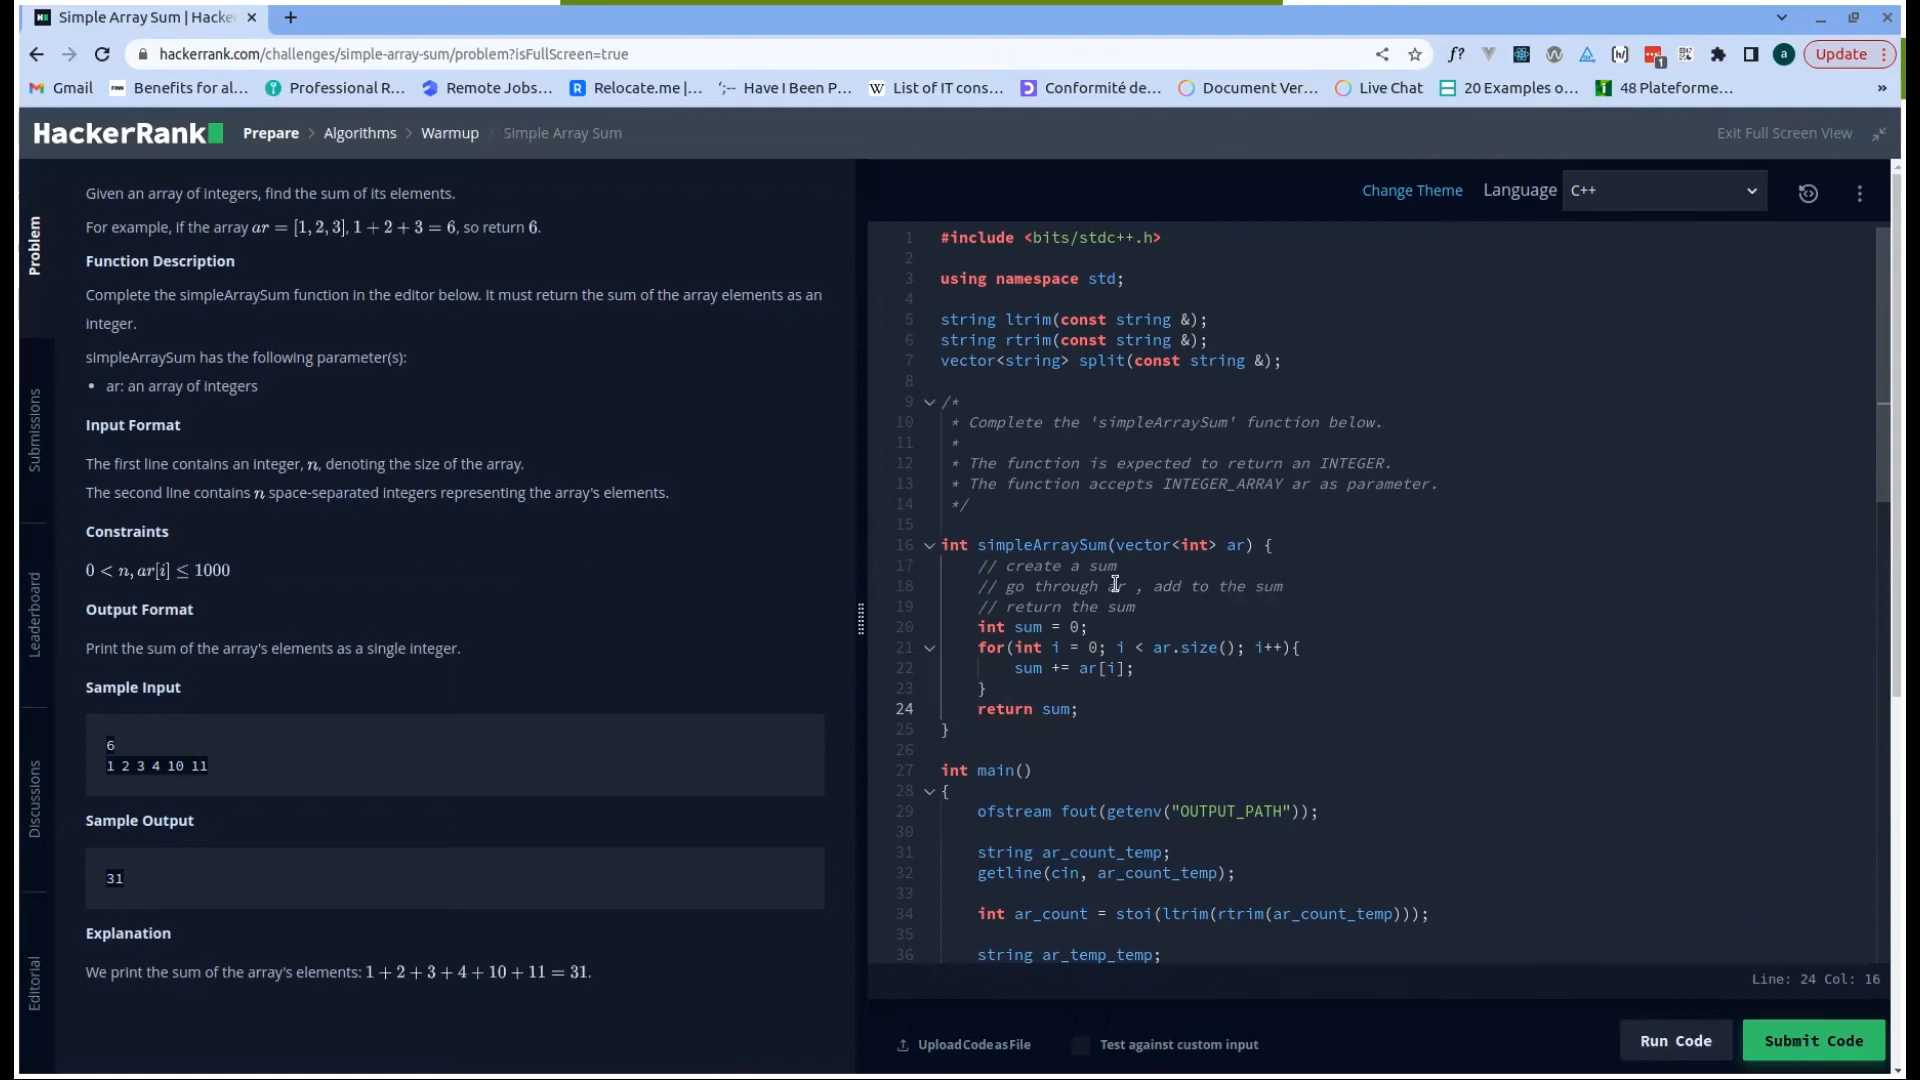 Simple Array Sum | Hacke
hackerrank.com/challenges/simple-array-sum/problem?isFullScreen=true
f?
1
a
Update
Gmail
FINN
Benefits for al...
Professional R...
Remote Jobs...
R
Relocate.me |...
Have I Been P...
W
List of IT cons...
Conformité de...
Document Ver...
Live Chat
20 Examples o...
48 Plateforme...
»
HackerRank
Prepare > Algorithms > Warmup > Simple Array Sum
Exit Full Screen View
Problem
Submissions
Leaderboard
Discussions
Editorial
Given an array of integers, find the sum of its elements.
For example, if the array ar = [1, 2, 3], 1 + 2 + 3 = 6, so return 6.
Function Description
Complete the simpleArraySum function in the editor below. It must return the sum of the array elements as an
integer.
simpleArraySum has the following parameter(s):
• ar: an array of integers
Input Format
The first line contains an integer, n, denoting the size of the array.
The second line contains n space-separated integers representing the array's elements.
Constraints
0 < n, ar[i] ≤ 1000
Output Format
Print the sum of the array's elements as a single integer.
Sample Input
6
1 2 3 4 10 11
Sample Output
31
Explanation
We print the sum of the array's elements: 1 + 2 + 3 + 4 + 10 + 11 = 31.
Change Theme
Language
C++
1 #include <bits/stdc++.h>
2
3 using namespace std;
4
5 string ltrim(const string &);
6 string rtrim(const string &);
7 vector<string> split(const string &);
8
9 /*
10 * Complete the 'simpleArraySum' function below.
11 *
12 * The function is expected to return an INTEGER.
13 * The function accepts INTEGER_ARRAY ar as parameter.
14 */
15
16 int simpleArraySum(vector<int> ar) {
17 // create a sum
18 // go through ar , add to the sum
19 // return the sum
20 int sum = 0;
21 for(int i = 0; i < ar.size(); i++){
22 sum += ar[i];
23 }
24 return sum;
25 }
26
27 int main()
28 {
29 ofstream fout(getenv("OUTPUT_PATH"));
30
31 string ar_count_temp;
32 getline(cin, ar_count_temp);
33
34 int ar_count = stoi(ltrim(rtrim(ar_count_temp)));
35
36 string ar_temp_temp;
Line: 24 Col: 16
Upload Code as File
Test against custom input
Run Code
Submit Code